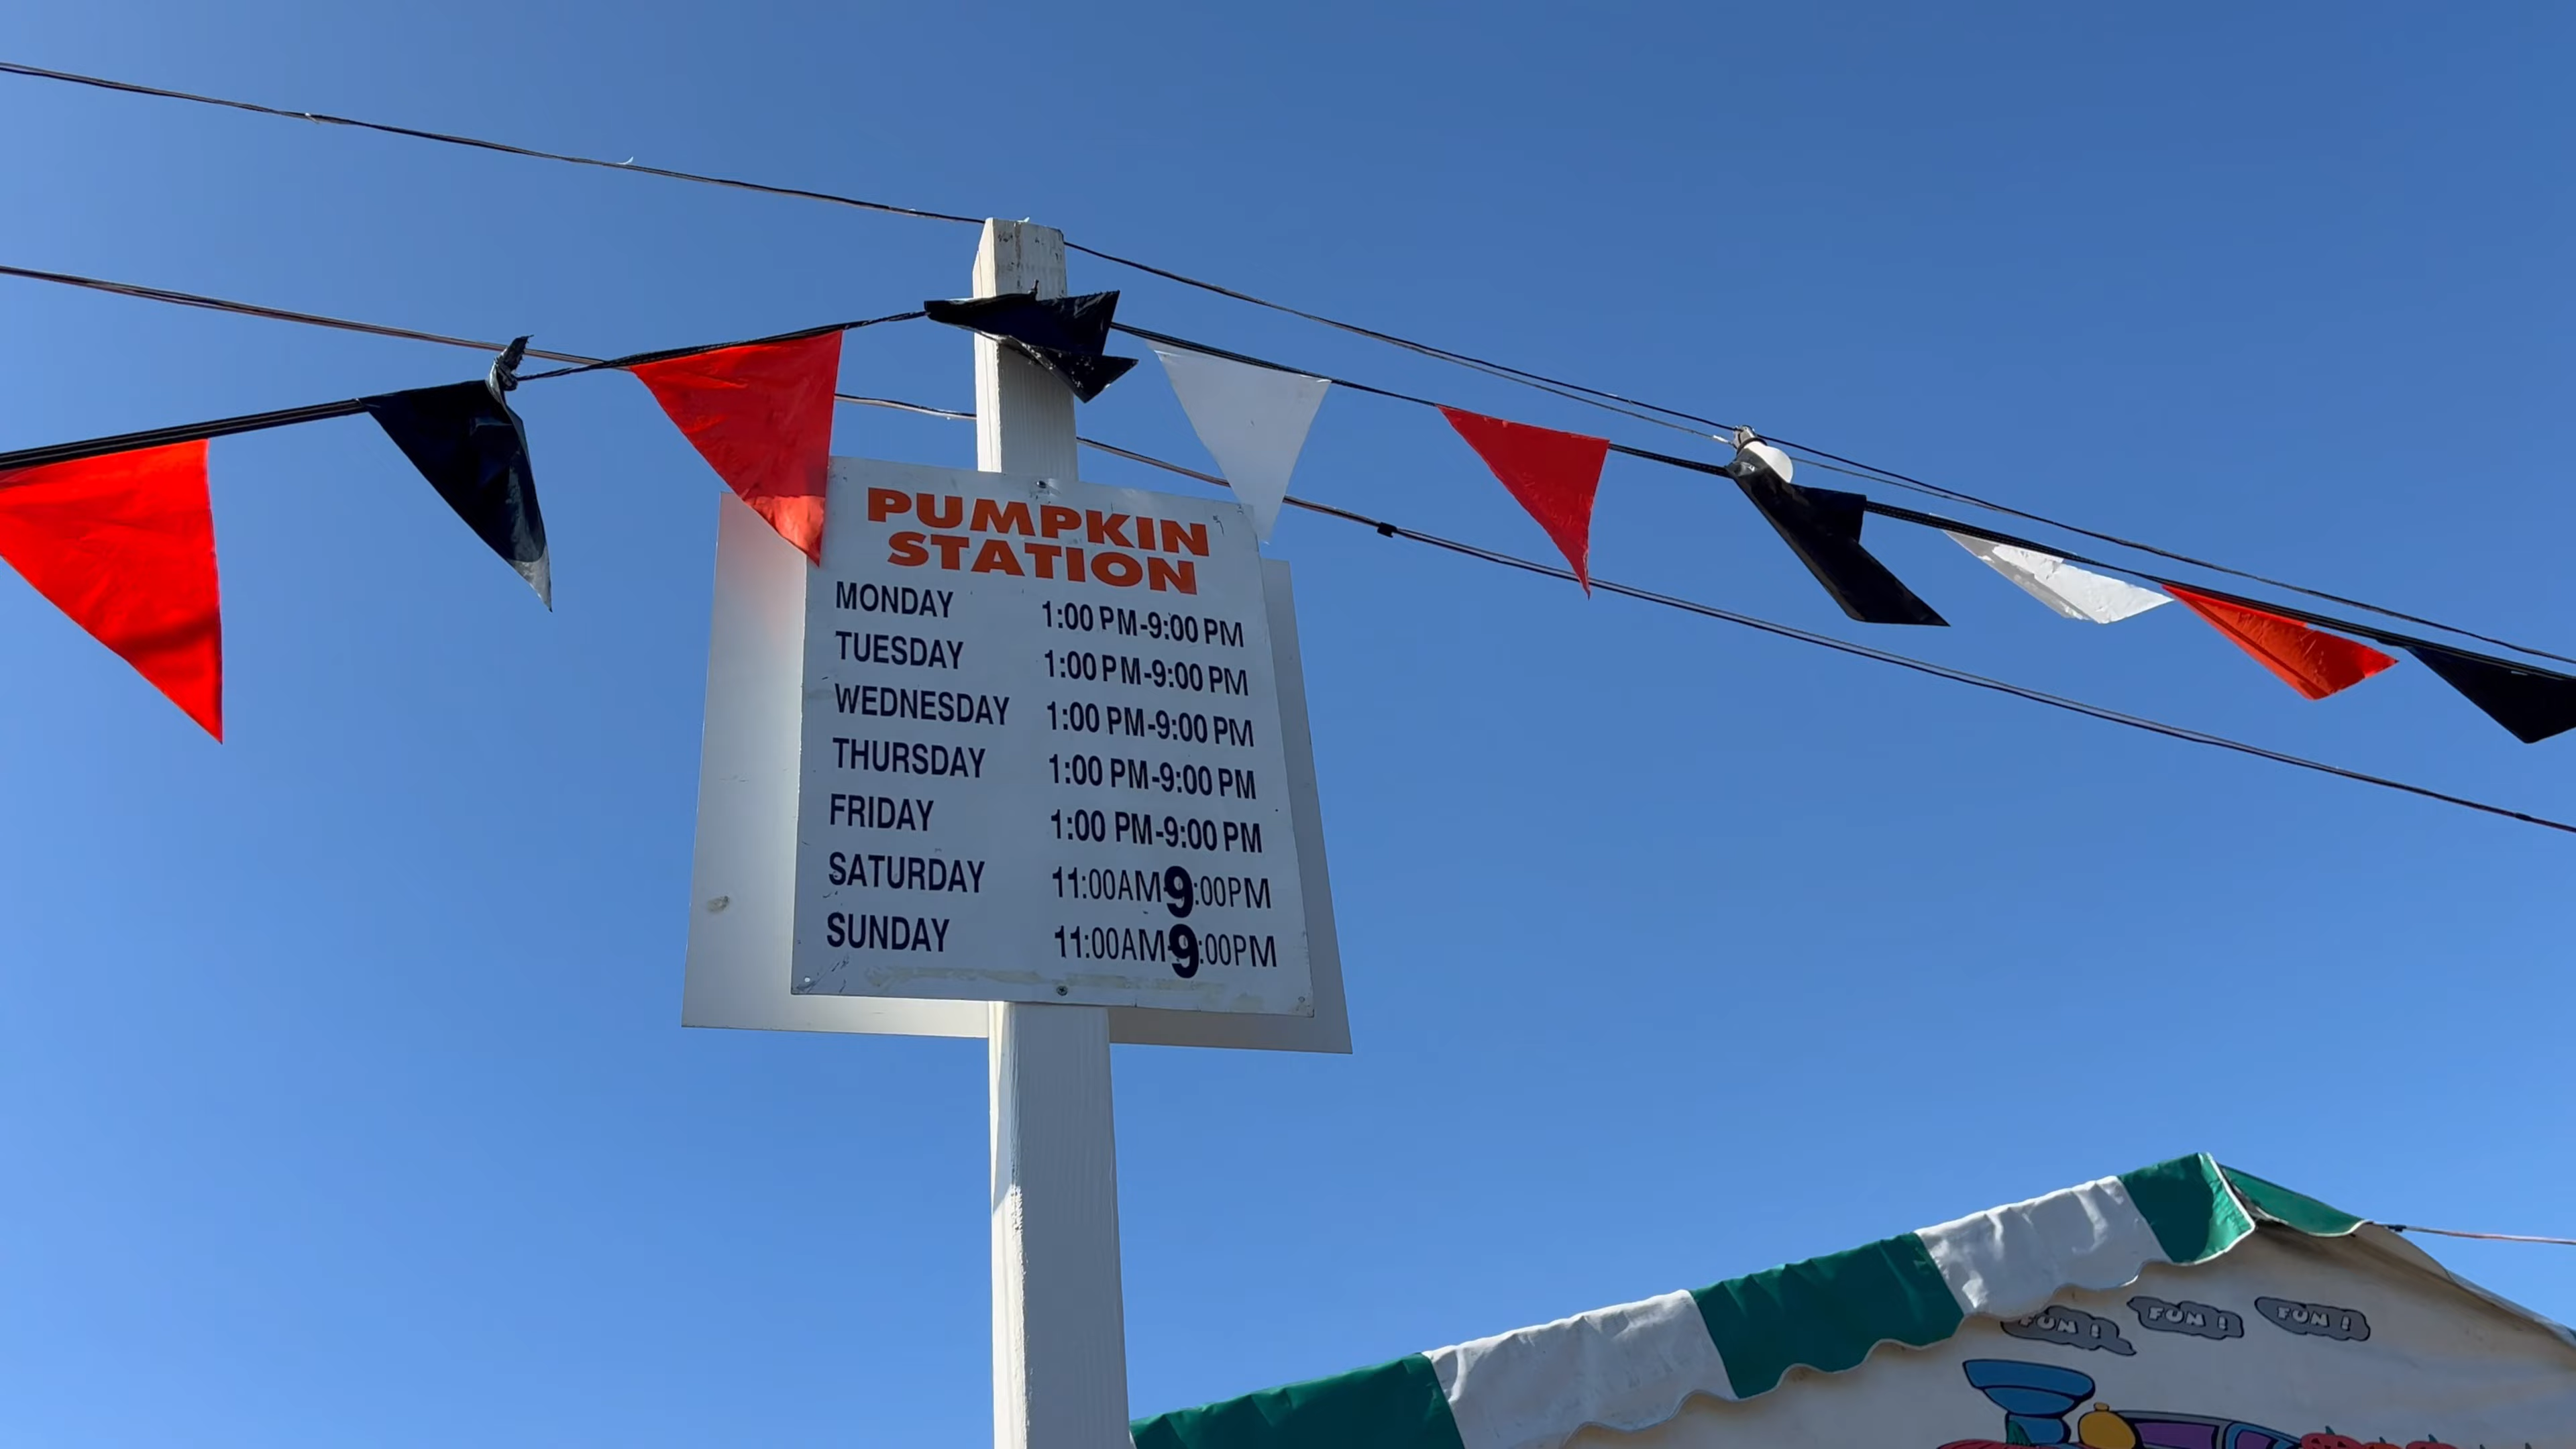 PUMPKIN
STATION
MONDAY 1:00 PM-9:00 PM
TUESDAY 1:00 PM-9:00 PM
WEDNESDAY 1:00 PM-9:00 PM
THURSDAY 1:00 PM-9:00 PM
FRIDAY 1:00 PM-9:00 PM
SATURDAY 11:00AM-9:00PM
SUNDAY 11:00AM-9:00PM
FUN! FUN! FUN!